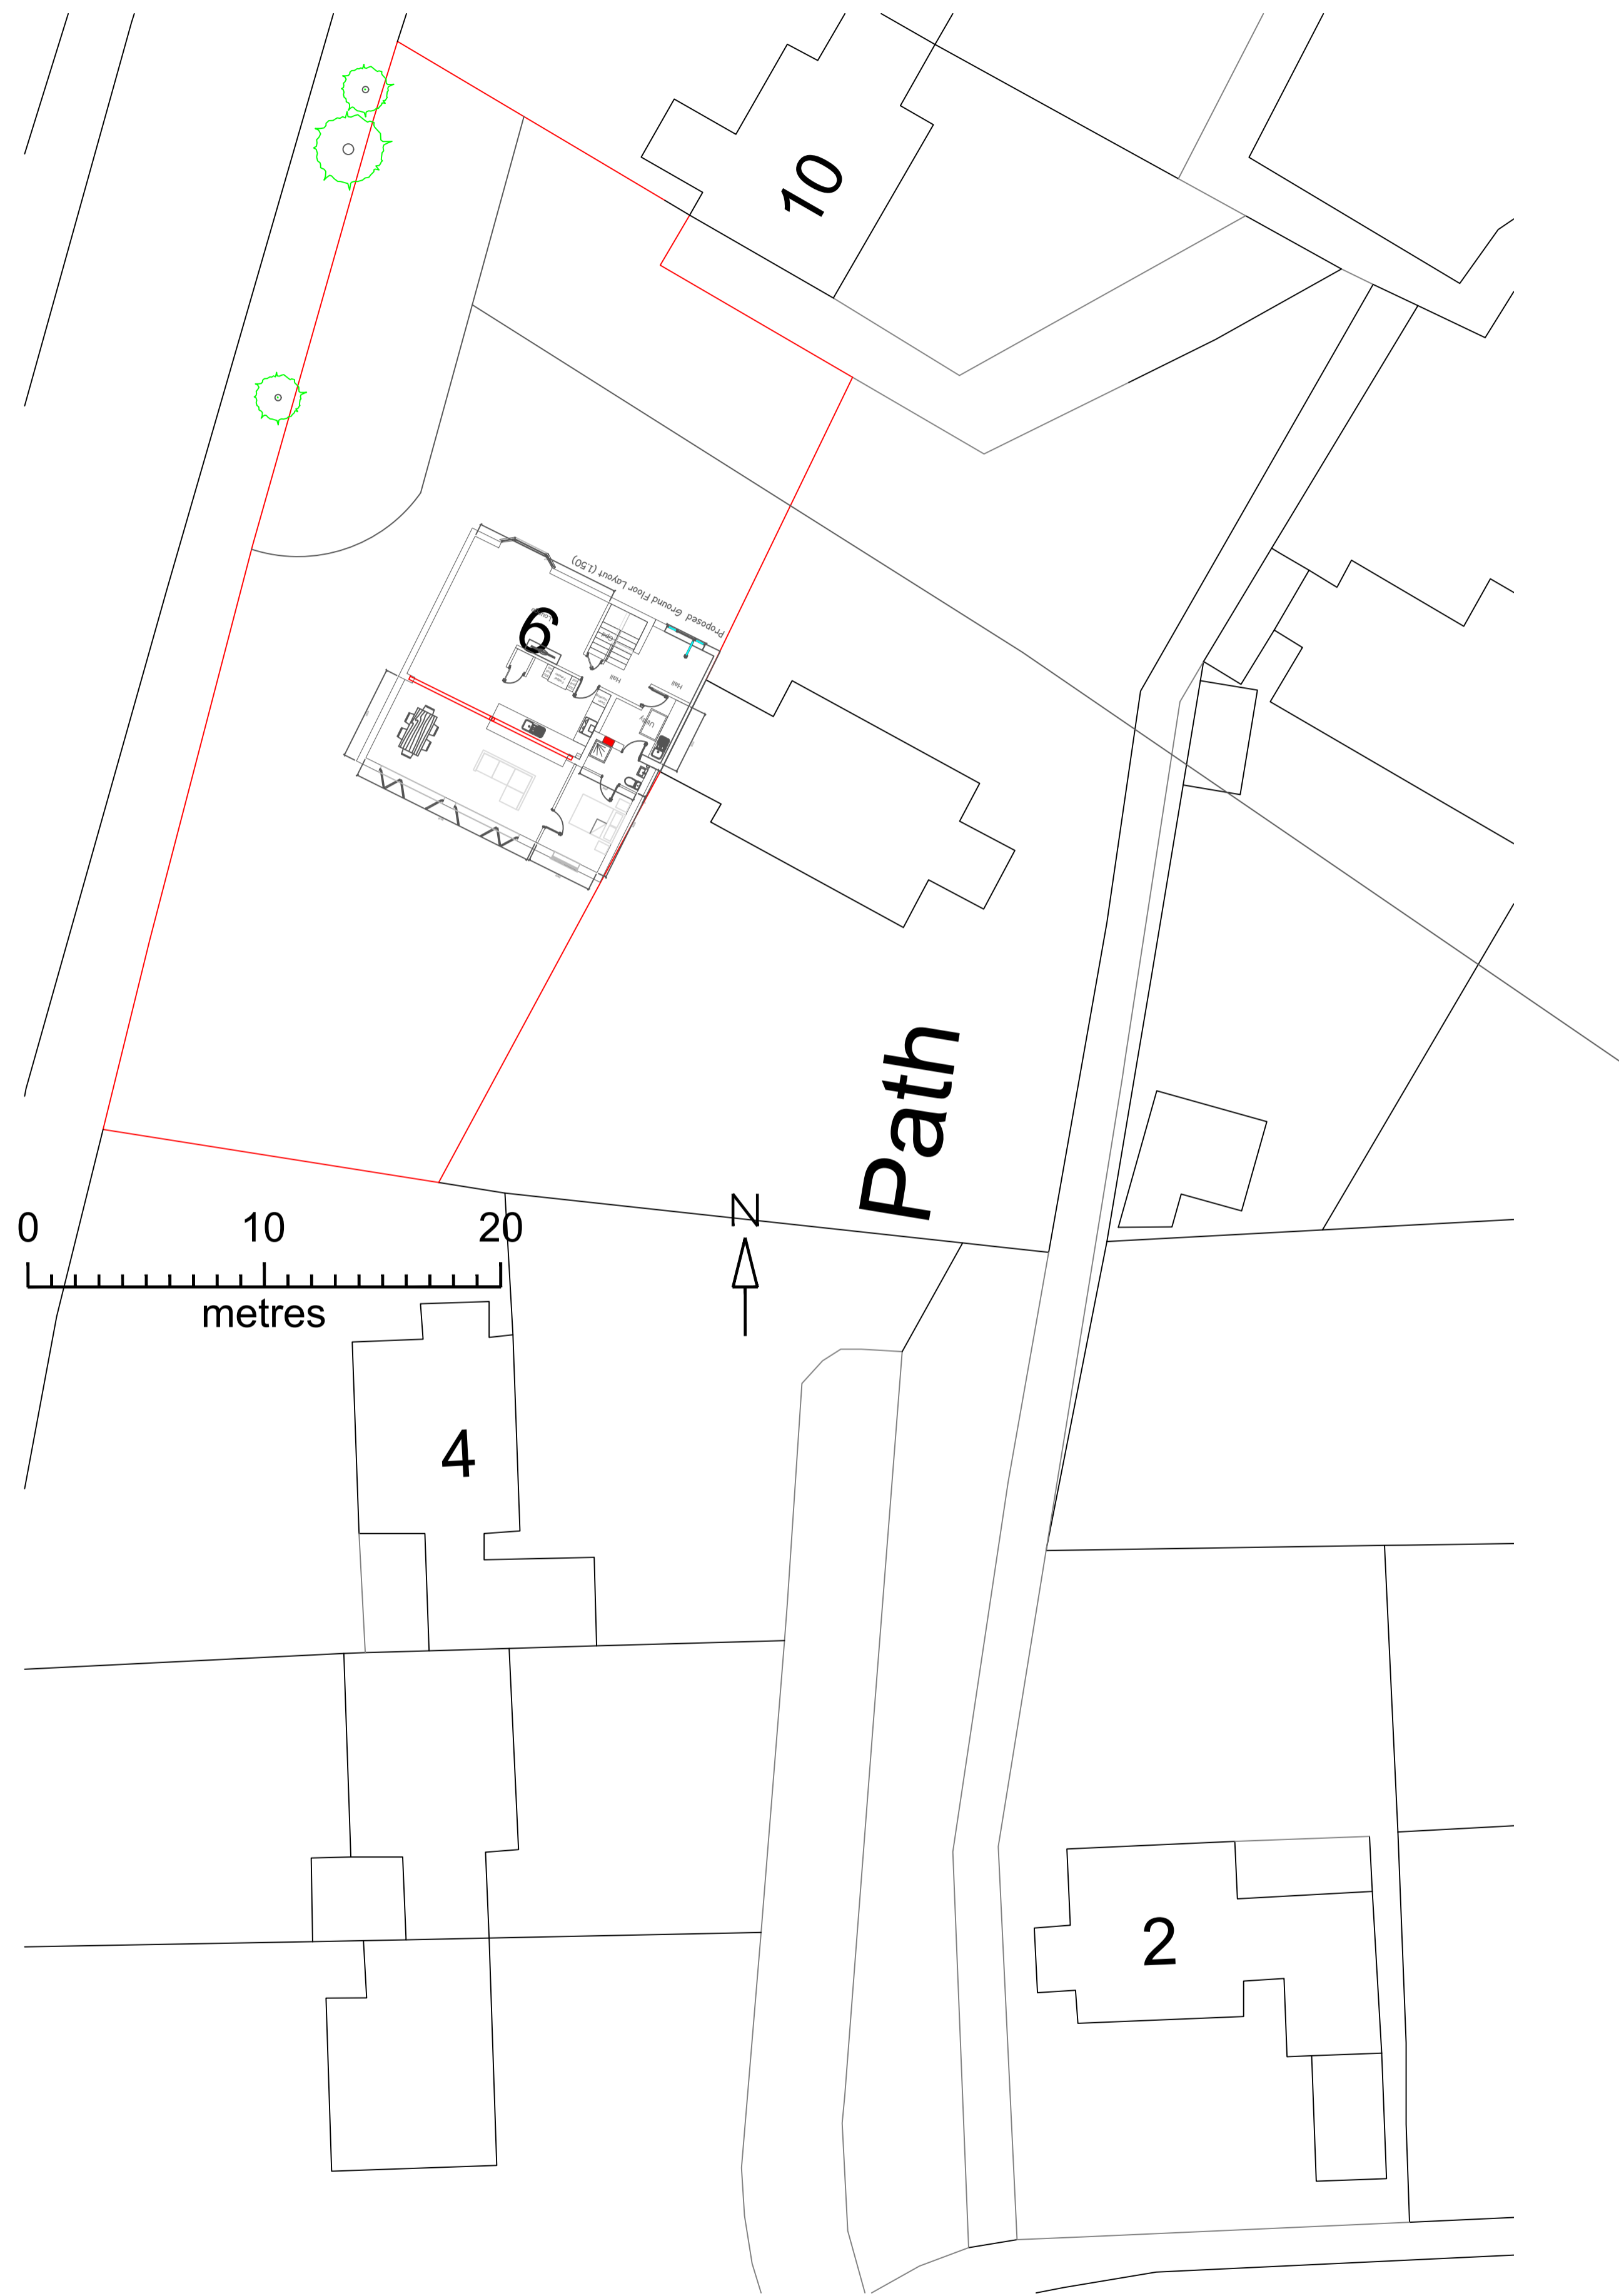 10
Proposed Ground Floor Layout (1:50)
6
Hall
Hall
Utility
Path
0 10 20
metres
N
4
2